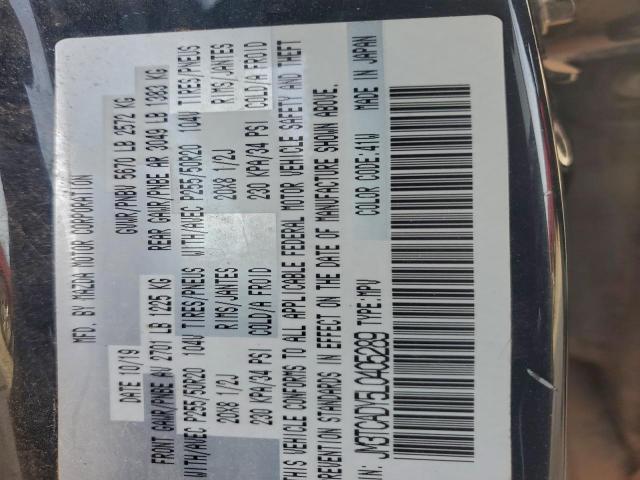 MFD. BY MAZDA MOTOR CORPORATION
DATE 10/19 GVWR/PNBV 5670 LB 2572 KG
FRONT GAWR/PNBE AV 2701 LB 1225 KG REAR GAWR/PNBE AR 3049 LB 1383 KG
WITH/AVEC P255/50R20 104V TIRES/PNEUS WITH/AVEC P255/50R20 104V TIRES/PNEUS
20X8 1/2J RIMS/JANTES 20X8 1/2J RIMS/JANTES
230 KPA/34 PSI COLD/A FROID 230 KPA/34 PSI COLD/A FROID
THIS VEHICLE CONFORMS TO ALL APPLICABLE FEDERAL MOTOR VEHICLE SAFETY AND THEFT
REVENTION STANDARDS IN EFFECT ON THE DATE OF MANUFACTURE SHOWN ABOVE.
IN: JM3TCADY5L0405289 TYPE:MPV COLOR CODE:41W MADE IN JAPAN